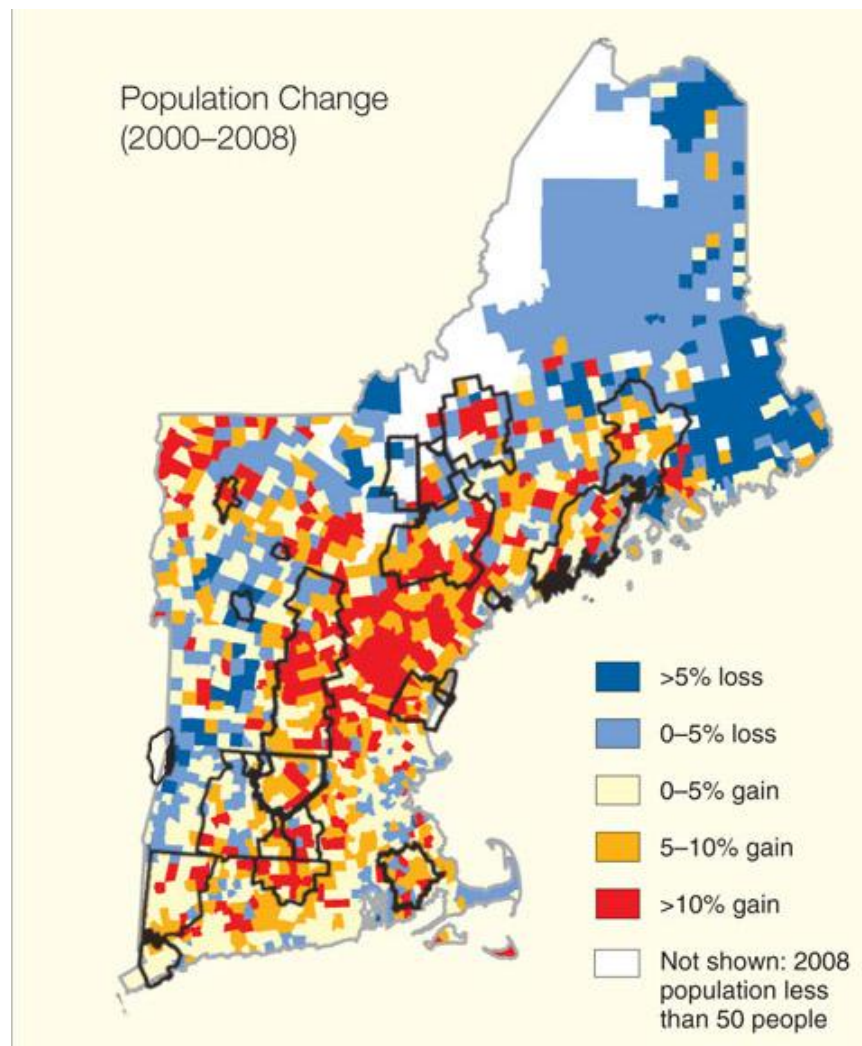 Population Change
(2000–2008)
>5% loss
0–5% loss
0–5% gain
5–10% gain
>10% gain
Not shown: 2008
population less
than 50 people